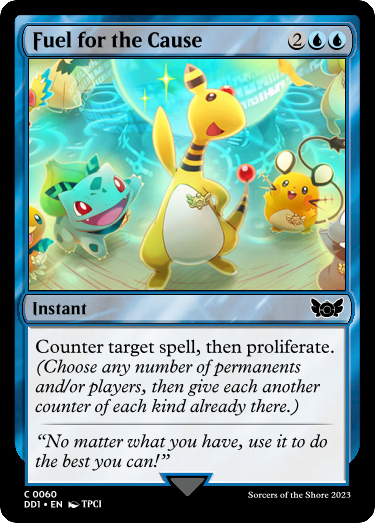 Fuel for the Cause 2
Instant
Counter target spell, then proliferate.
(Choose any number of permanents
and/or players, then give each another
counter of each kind already there.)
“No matter what you have, use it to do
the best you can!”
C 0060
DD1 • EN TPCI
Sorcers of the Shore 2023